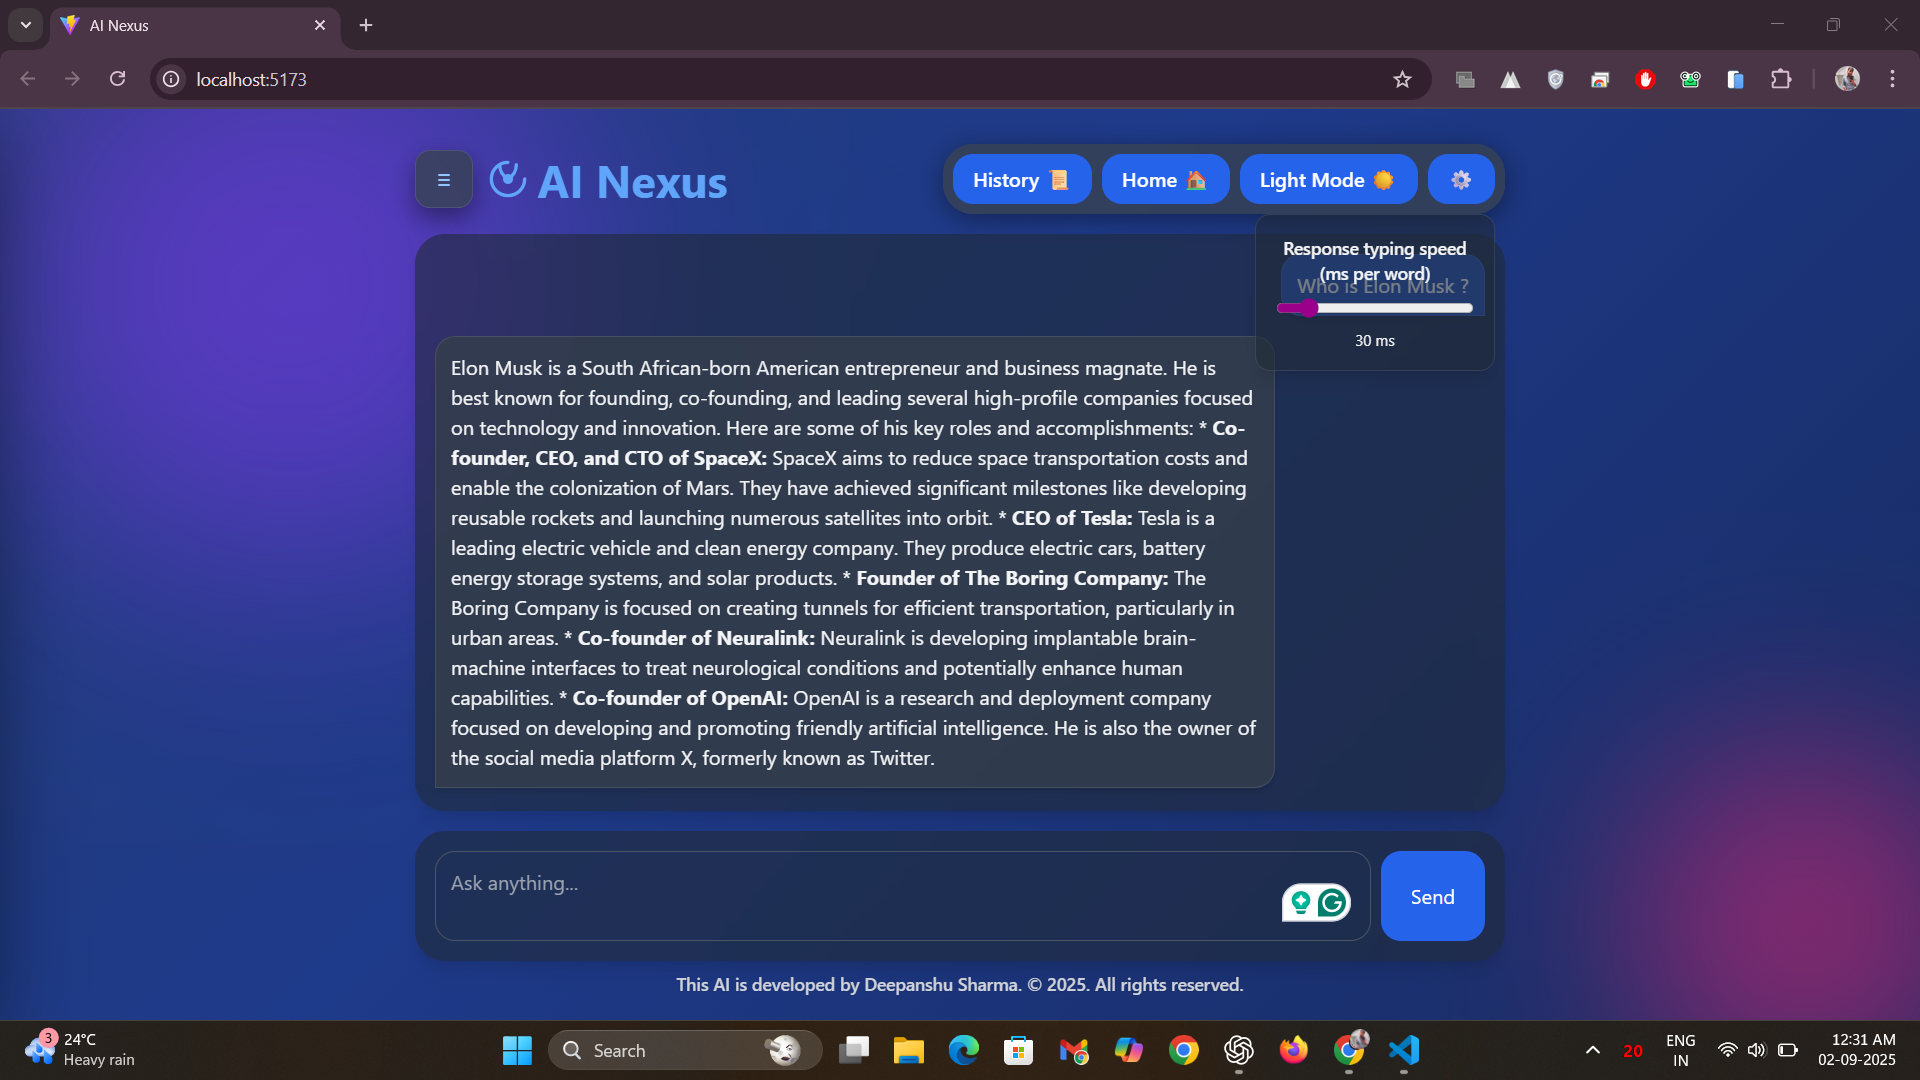 AI Nexus
localhost:5173
☰
AI Nexus
History 📜
Home 🏠
Light Mode
Response typing speed
(ms per word)
Who is Elon Musk ?
30 ms
Elon Musk is a South African-born American entrepreneur and business magnate. He is
best known for founding, co-founding, and leading several high-profile companies focused
on technology and innovation. Here are some of his key roles and accomplishments: * Co-
founder, CEO, and CTO of SpaceX: SpaceX aims to reduce space transportation costs and
enable the colonization of Mars. They have achieved significant milestones like developing
reusable rockets and launching numerous satellites into orbit. * CEO of Tesla: Tesla is a
leading electric vehicle and clean energy company. They produce electric cars, battery
energy storage systems, and solar products. * Founder of The Boring Company: The
Boring Company is focused on creating tunnels for efficient transportation, particularly in
urban areas. * Co-founder of Neuralink: Neuralink is developing implantable brain-
machine interfaces to treat neurological conditions and potentially enhance human
capabilities. * Co-founder of OpenAI: OpenAI is a research and deployment company
focused on developing and promoting friendly artificial intelligence. He is also the owner of
the social media platform X, formerly known as Twitter.
Ask anything...
Send
This AI is developed by Deepanshu Sharma. © 2025. All rights reserved.
3
24°C
Heavy rain
Search
20
ENG
IN
12:31 AM
02-09-2025